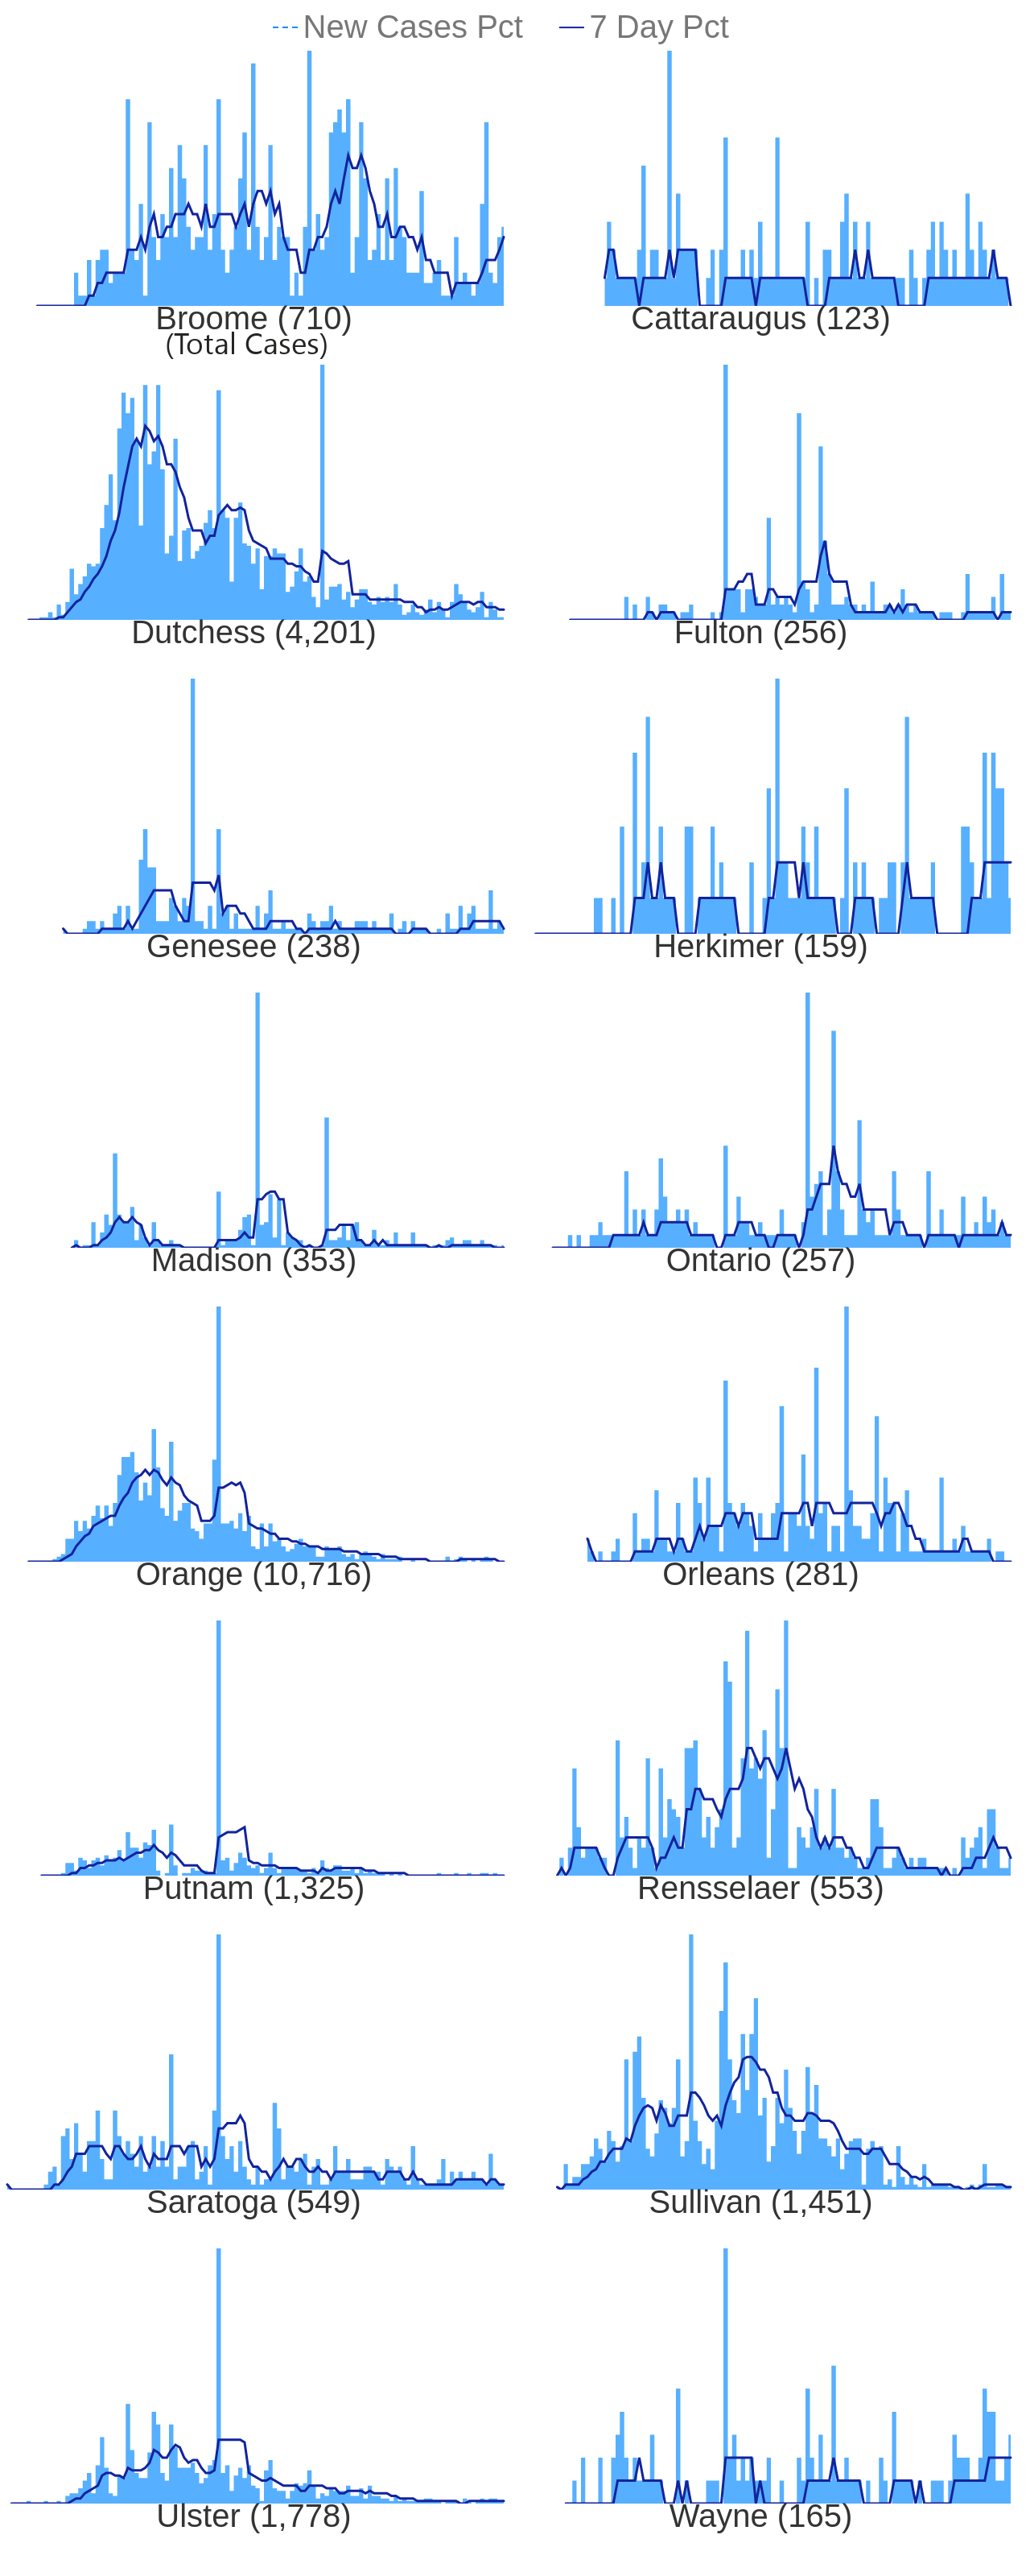 New Cases Pct 7 Day Pct
Broome (710) Cattaraugus (123)
(Total Cases)
Dutchess (4,201) Fulton (256)
Genesee (238) Herkimer (159)
Madison (353) Ontario (257)
Orange (10,716) Orleans (281)
Putnam (1,325) Rensselaer (553)
Saratoga (549) Sullivan (1,451)
Ulster (1,778) Wayne (165)